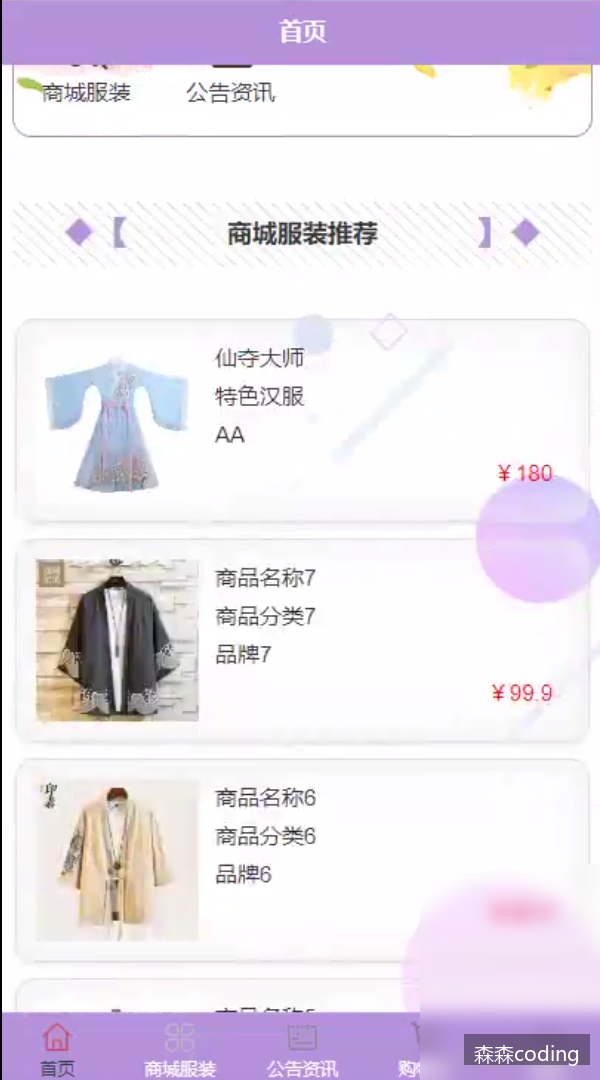 首页
商城服装
公告资讯
商城服装推荐
仙夺大师
特色汉服
AA
￥180
商品名称7
商品分类7
品牌7
￥99.9
印素
商品名称6
商品分类6
品牌6
首页
商城服装
公告资讯
森森coding